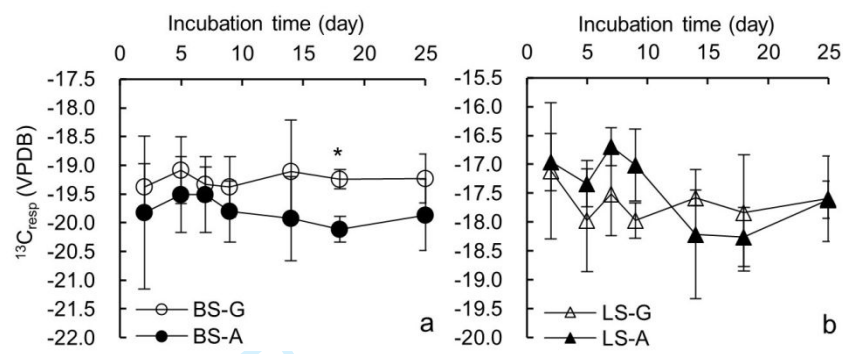 Incubation time (day)
0 5 10 15 20 25
-17.5
-18.0
-18.5
-19.0
-19.5
-20.0
-20.5
-21.0
-21.5
-22.0
¹³C_resp (VPDB)
*
BS-G
BS-A
a
Incubation time (day)
0 5 10 15 20 25
-15.5
-16.0
-16.5
-17.0
-17.5
-18.0
-18.5
-19.0
-19.5
-20.0
LS-G
LS-A
b